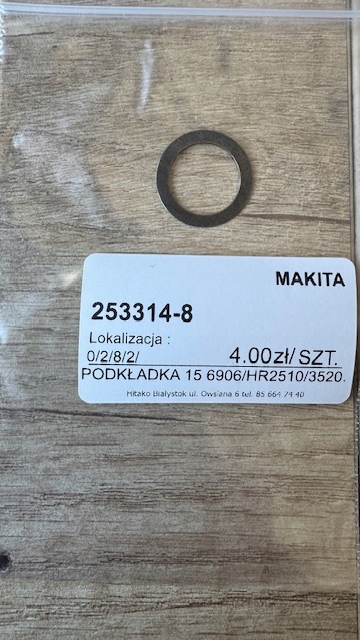 MAKITA
253314-8
Lokalizacja :
0/2/8/2/ 4.00zł/SZT.
PODKŁADKA 15 6906/HR2510/3520.
Hitako Białystok ul. Owsiana 6 tel. 85 664 74 40